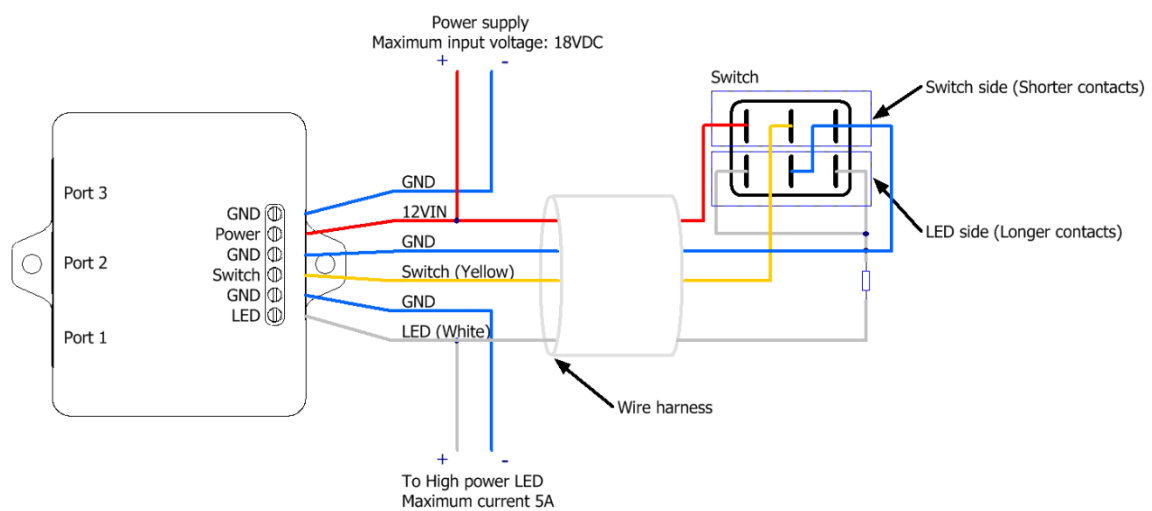 Power supply
Maximum input voltage: 18VDC
+ -
Switch
Switch side (Shorter contacts)
Port 3
GND
GND
12VIN
Power
GND
LED side (Longer contacts)
Port 2
GND
Switch
Switch (Yellow)
GND
GND
Port 1
LED
LED (White)
Wire harness
+ -
To High power LED
Maximum current 5A